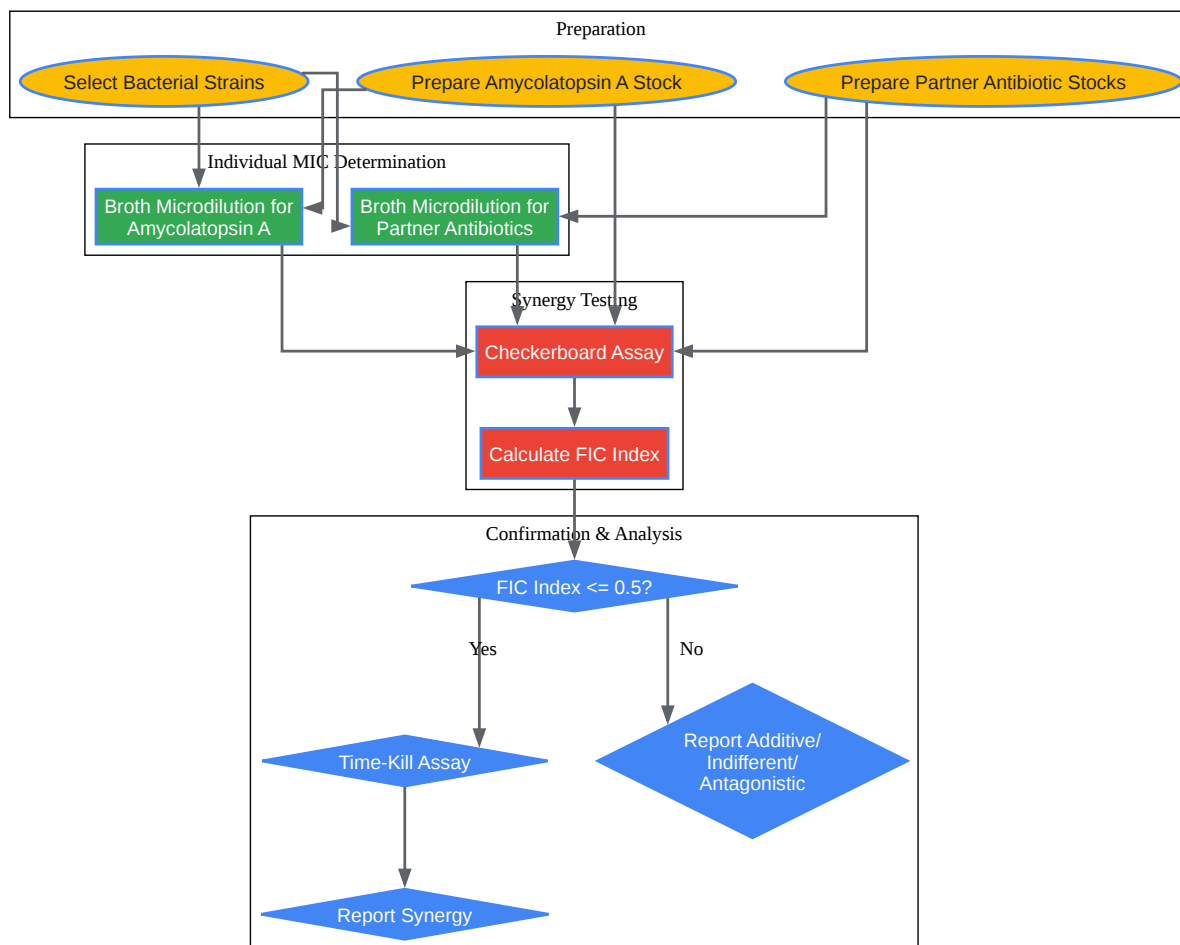 Preparation
Select Bacterial Strains
Prepare Amycolatopsin A Stock
Prepare Partner Antibiotic Stocks
Individual MIC Determination
Broth Microdilution for
Amycolatopsin A
Broth Microdilution for
Partner Antibiotics
Synergy Testing
Checkerboard Assay
Calculate FIC Index
Confirmation & Analysis
FIC Index <= 0.5?
Yes
No
Time-Kill Assay
Report Additive/
Indifferent/
Antagonistic
Report Synergy